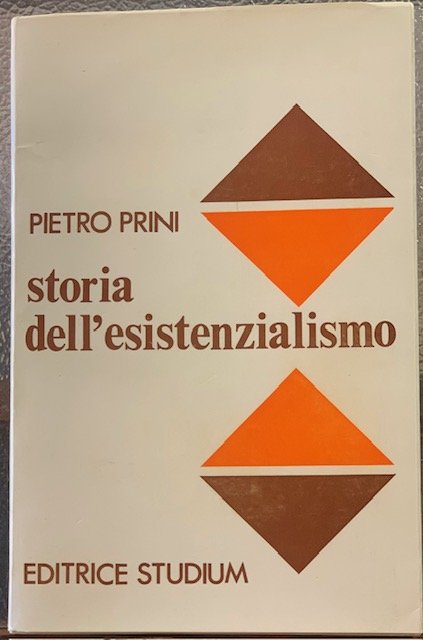 PIETRO PRINI
storia
dell'esistenzialismo
EDITRICE STUDIUM